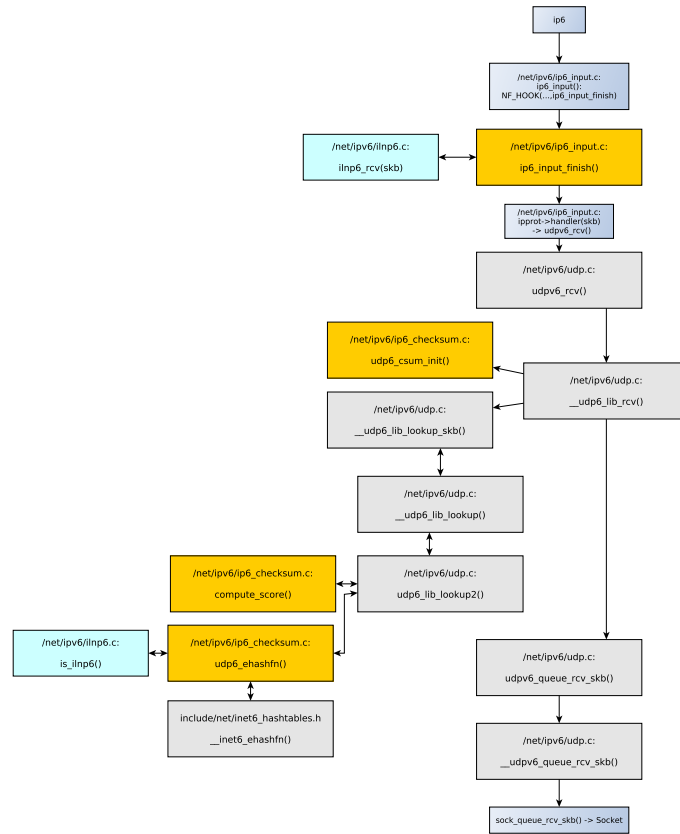 ip6
/net/ipv6/ip6_input.c:
ip6_input():
NF_HOOK(...,ip6_input_finish)
/net/ipv6/ilnp6.c:
ilnp6_rcv(skb)
/net/ipv6/ip6_input.c:
ip6_input_finish()
/net/ipv6/ip6_input.c:
ipprot->handler(skb)
-> udpv6_rcv()
/net/ipv6/udp.c:
udpv6_rcv()
/net/ipv6/ip6_checksum.c:
udp6_csum_init()
/net/ipv6/udp.c:
__udp6_lib_rcv()
/net/ipv6/udp.c:
__udp6_lib_lookup_skb()
/net/ipv6/udp.c:
__udp6_lib_lookup()
/net/ipv6/ip6_checksum.c:
compute_score()
/net/ipv6/udp.c:
udp6_lib_lookup2()
/net/ipv6/ilnp6.c:
is_ilnp6()
/net/ipv6/ip6_checksum.c:
udp6_ehashfn()
/net/ipv6/udp.c:
udpv6_queue_rcv_skb()
include/net/inet6_hashtables.h
__inet6_ehashfn()
/net/ipv6/udp.c:
__udpv6_queue_rcv_skb()
sock_queue_rcv_skb() -> Socket